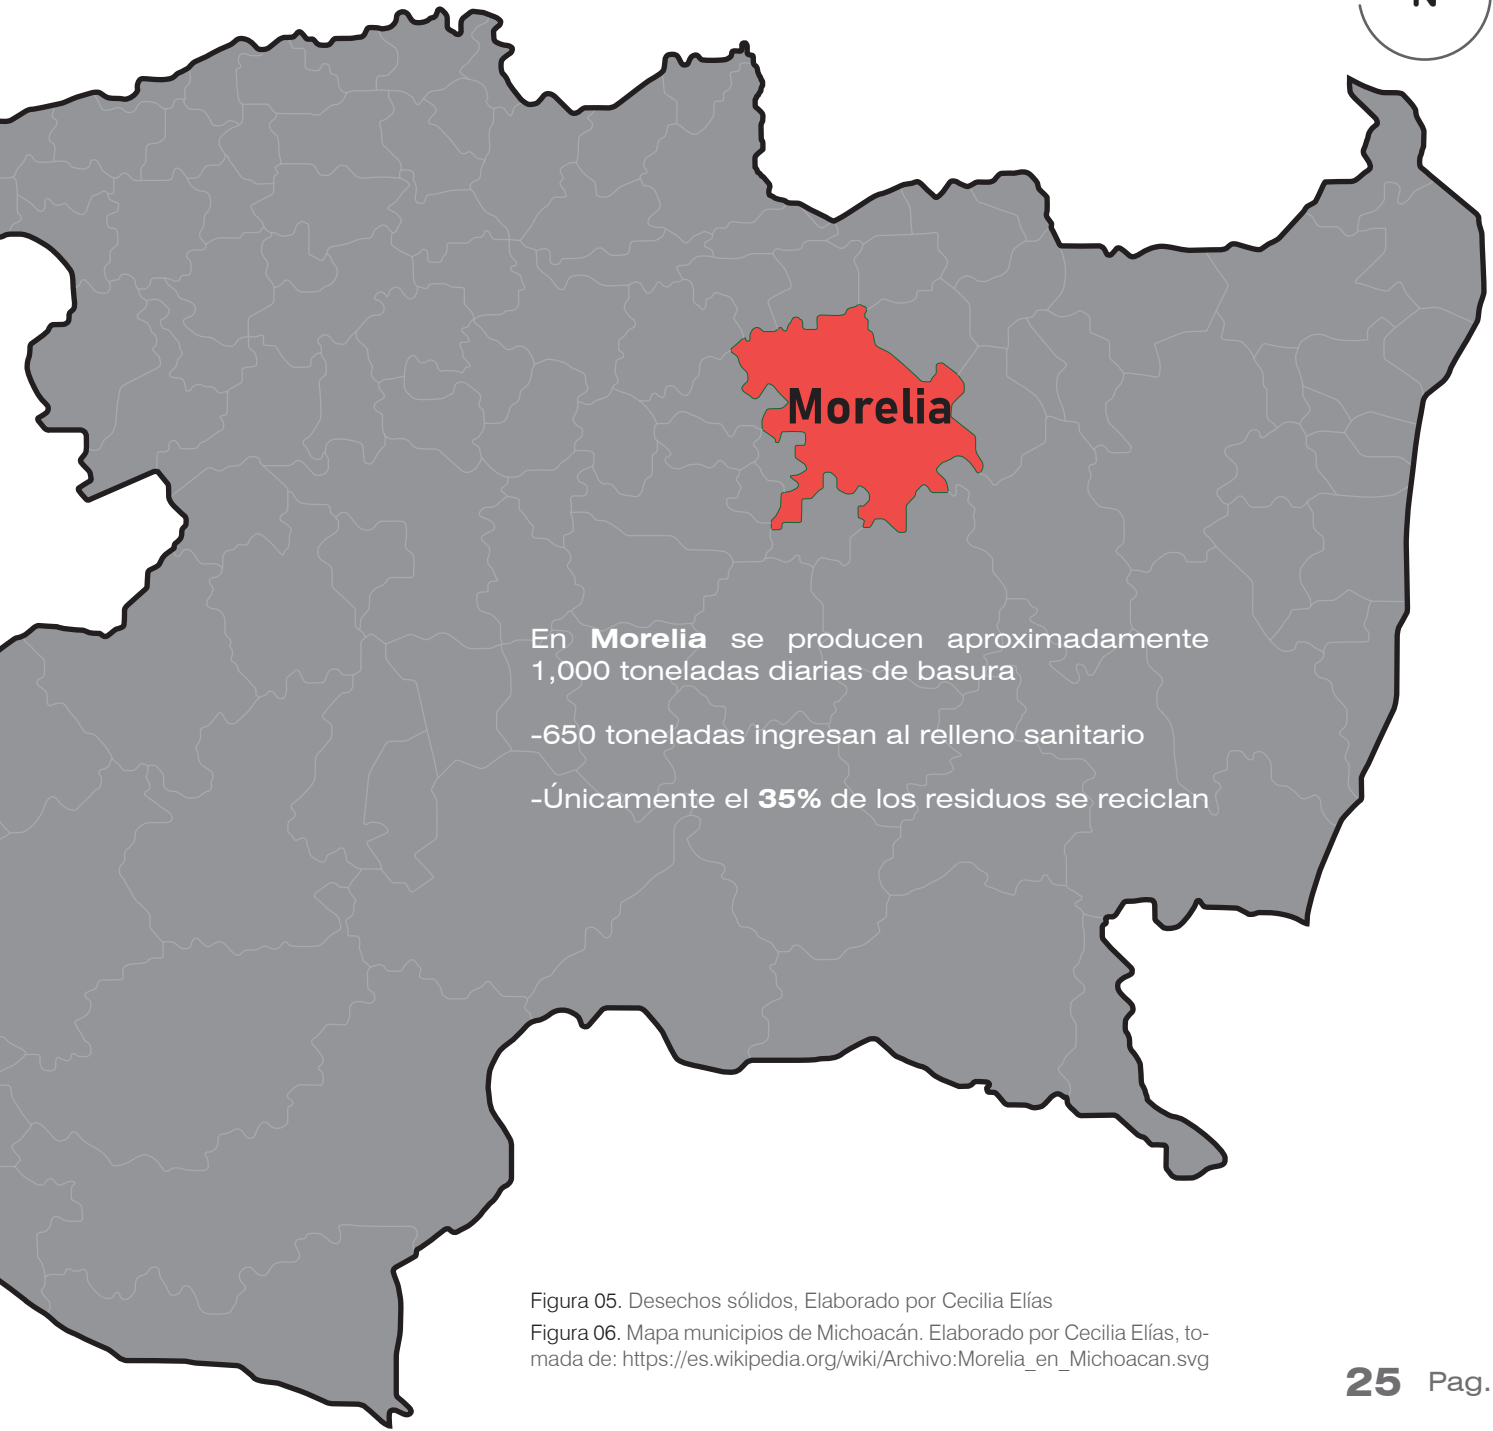 N
Morelia
En Morelia se producen aproximadamente
1,000 toneladas diarias de basura
-650 toneladas ingresan al relleno sanitario
-Únicamente el 35% de los residuos se reciclan
Figura 05. Desechos sólidos, Elaborado por Cecilia Elías
Figura 06. Mapa municipios de Michoacán. Elaborado por Cecilia Elías, to-
mada de: https://es.wikipedia.org/wiki/Archivo:Morelia_en_Michoacan.svg
25 Pag.